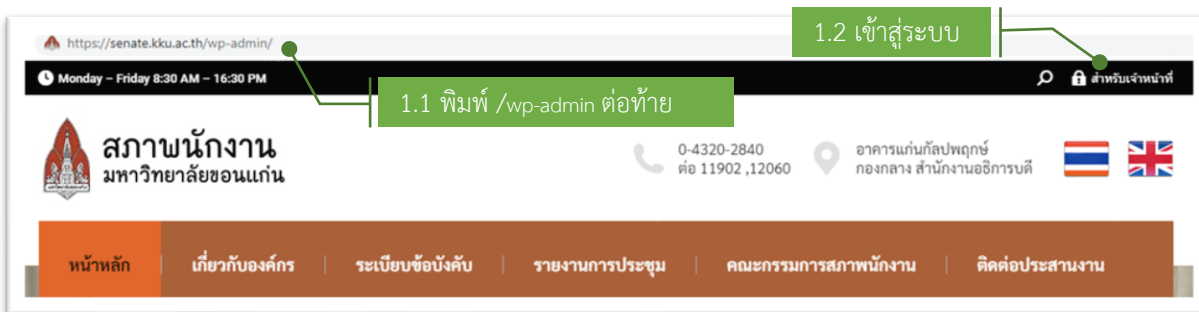 1.2 เข้าสู่ระบบ
https://senate.kku.ac.th/wp-admin/
Monday – Friday 8:30 AM – 16:30 PM
สำหรับเจ้าหน้าที่
1.1 พิมพ์ /wp-admin ต่อท้าย
สภาพนักงาน
มหาวิทยาลัยขอนแก่น
0-4320-2840
ต่อ 11902 ,12060
อาคารแก่นกัลปพฤกษ์
กองกลาง สำนักงานอธิการบดี
หน้าหลัก เกี่ยวกับองค์กร ระเบียบข้อบังคับ รายงานการประชุม คณะกรรมการสภาพนักงาน ติดต่อประสานงาน